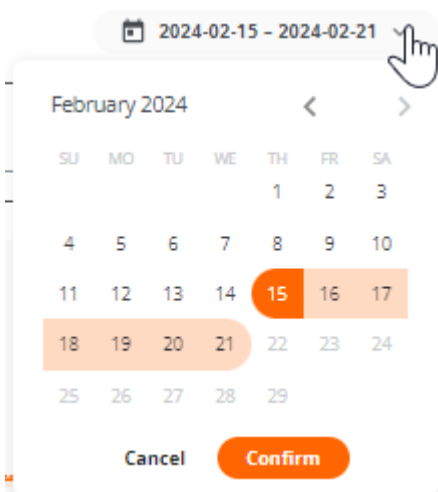 2024-02-15 – 2024-02-21
February 2024
SU MO TU WE TH FR SA
1 2 3
4 5 6 7 8 9 10
11 12 13 14 15 16 17
18 19 20 21 22 23 24
25 26 27 28 29
Cancel Confirm